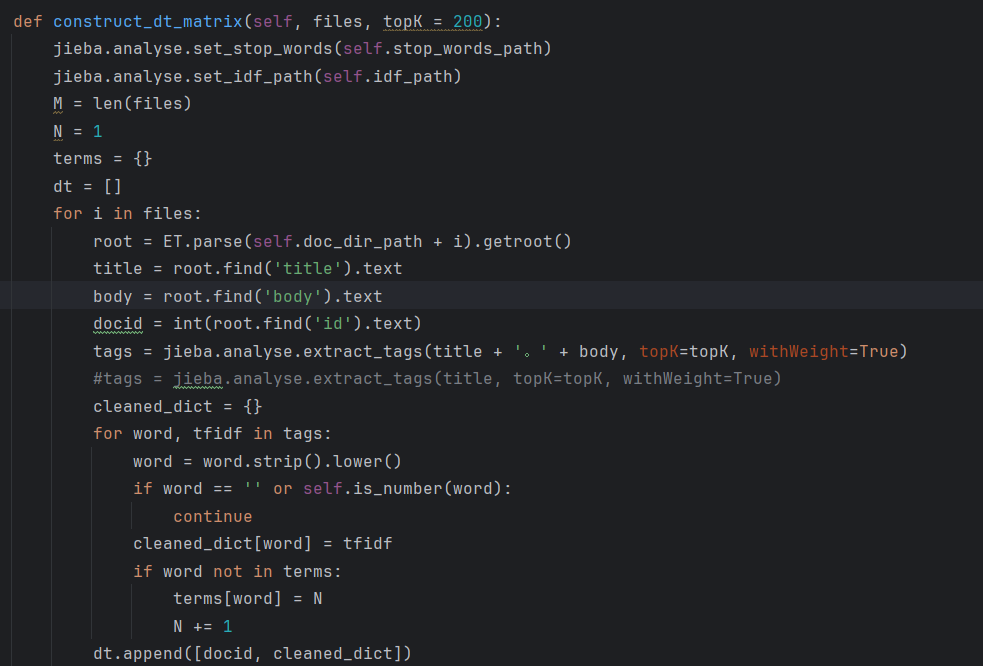 def construct_dt_matrix(self, files, topK = 200):
    jieba.analyse.set_stop_words(self.stop_words_path)
    jieba.analyse.set_idf_path(self.idf_path)
    M = len(files)
    N = 1
    terms = {}
    dt = []
    for i in files:
        root = ET.parse(self.doc_dir_path + i).getroot()
        title = root.find('title').text
        body = root.find('body').text
        docid = int(root.find('id').text)
        tags = jieba.analyse.extract_tags(title + '。' + body, topK=topK, withWeight=True)
        #tags = jieba.analyse.extract_tags(title, topK=topK, withWeight=True)
        cleaned_dict = {}
        for word, tfidf in tags:
            word = word.strip().lower()
            if word == '' or self.is_number(word):
                continue
            cleaned_dict[word] = tfidf
            if word not in terms:
                terms[word] = N
                N += 1
        dt.append([docid, cleaned_dict])